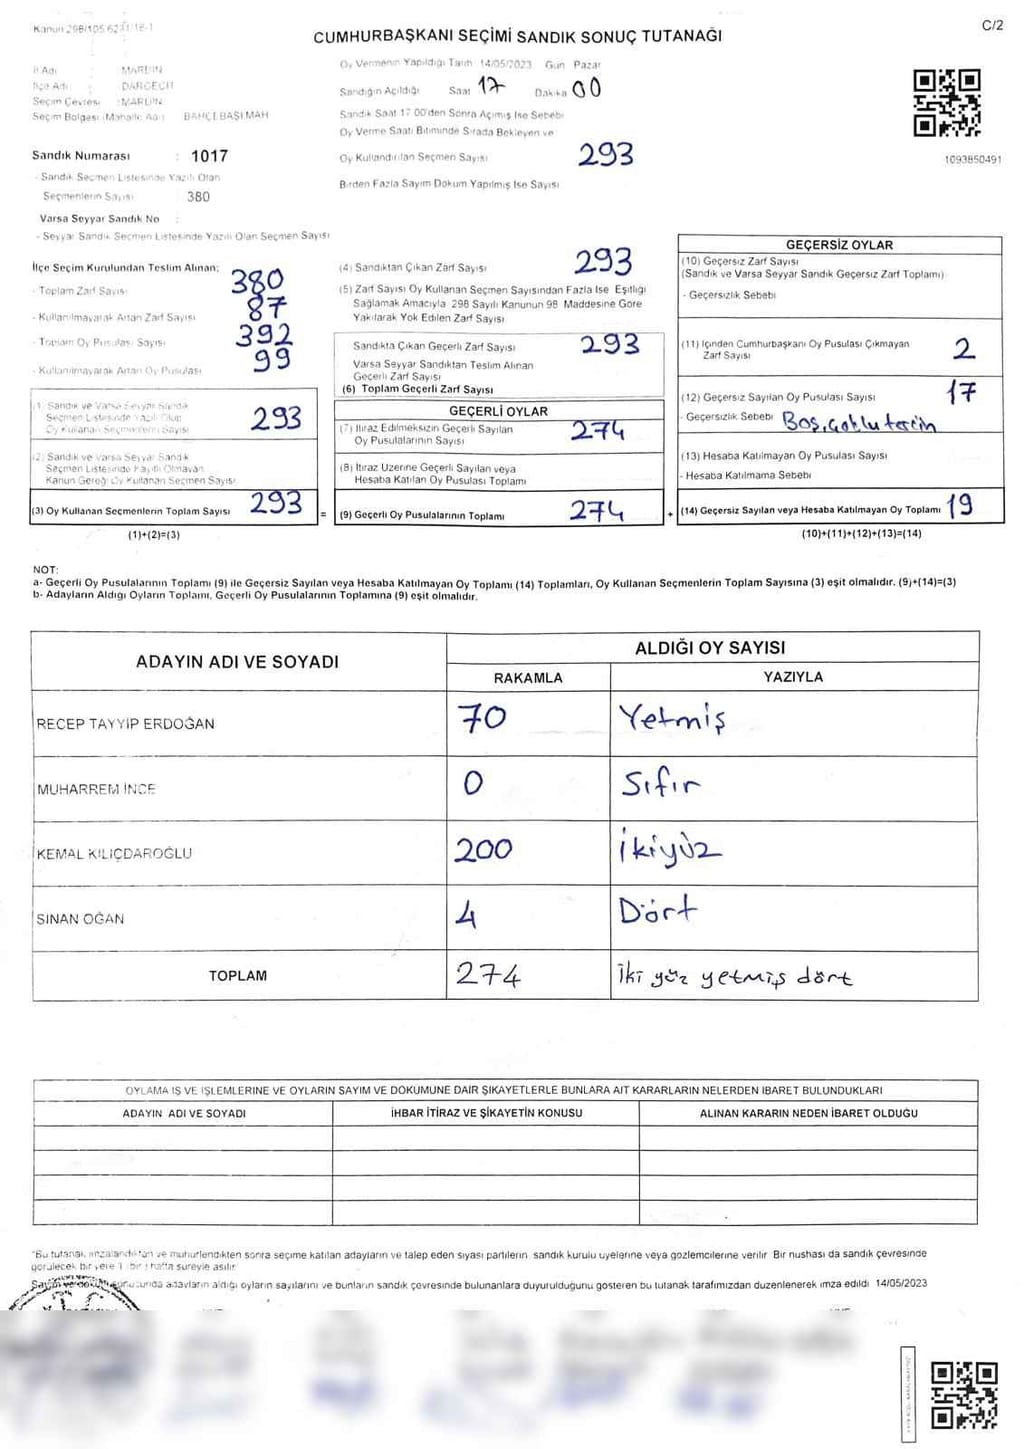 Kanun 298/105
C/2
CUMHURBAŞKANI SEÇİMİ SANDIK SONUÇ TUTANAĞI
İl Adı : MARDİN
İlçe Adı : DARGEÇİT
Seçim Çevresi : MARDİN
Seçim Bölgesi (Mahalle Adı) BAHÇEBAŞI MAH
Sandık Numarası : 1017
- Sandık Seçmen Listesinde Yazılı Olan
Seçmenlerin Sayısı 380
Varsa Seyyar Sandık No :
- Seyyar Sandık Seçmen Listesinde Yazılı Olan Seçmen Sayısı
Oy Vermenin Yapıldığı Tarih 14/05/2023 Gün Pazar
Sandığın Açıldığı Saat 17 Dakika 00
Sandık Saat 17 00'den Sonra Açılmış İse Sebebi
Oy Verme Saati Bitiminde Sırada Bekleyen ve
Oy Kullandırılan Seçmen Sayısı 293
Birden Fazla Sayım Döküm Yapılmış İse Sayısı
1093850491
İlçe Seçim Kurulundan Teslim Alınan;
- Toplam Zarf Sayısı 380
- Kullanılmayarak Artan Zarf Sayısı 87
- Toplam Oy Pusulası Sayısı 392
- Kullanılmayarak Artan Oy Pusulası 99
(1) Sandık ve Varsa Seyyar Sandık
Seçmen Listesinde Yazılı Olup
Oy Kullanan Seçmenlerin Sayısı 293
(2) Sandık ve Varsa Seyyar Sandık
Seçmen Listesinde Kayıtlı Olmayan
Kanun Gereği Oy Kullanan Seçmen Sayısı
(3) Oy Kullanan Seçmenlerin Toplam Sayısı 293 =
(1)+(2)=(3)
(4) Sandıktan Çıkan Zarf Sayısı 293
(5) Zarf Sayısı Oy Kullanan Seçmen Sayısından Fazla İse Eşitliği
Sağlamak Amacıyla 298 Sayılı Kanunun 98 Maddesine Göre
Yakılarak Yok Edilen Zarf Sayısı
Sandıkta Çıkan Geçerli Zarf Sayısı 293
Varsa Seyyar Sandıktan Teslim Alınan
Geçerli Zarf Sayısı
(6) Toplam Geçerli Zarf Sayısı
GEÇERLİ OYLAR
(7) İtiraz Edilmeksizin Geçerli Sayılan
Oy Pusulalarının Sayısı 274
(8) İtiraz Üzerine Geçerli Sayılan veya
Hesaba Katılan Oy Pusulası Toplamı
(9) Geçerli Oy Pusulalarının Toplamı 274 +
GEÇERSİZ OYLAR
(10) Geçersiz Zarf Sayısı
(Sandık ve Varsa Seyyar Sandık Geçersiz Zarf Toplamı)
- Geçersizlik Sebebi
(11) İçinden Cumhurbaşkanı Oy Pusulası Çıkmayan
Zarf Sayısı 2
(12) Geçersiz Sayılan Oy Pusulası Sayısı 17
- Geçersizlik Sebebi Boş, çoklu tercih
(13) Hesaba Katılmayan Oy Pusulası Sayısı
- Hesaba Katılmama Sebebi
(14) Geçersiz Sayılan veya Hesaba Katılmayan Oy Toplamı 19
(10)+(11)+(12)+(13)=(14)
NOT:
a- Geçerli Oy Pusulalarının Toplamı (9) ile Geçersiz Sayılan veya Hesaba Katılmayan Oy Toplamı (14) Toplamları, Oy Kullanan Seçmenlerin Toplam Sayısına (3) eşit olmalıdır. (9)+(14)=(3)
b- Adayların Aldığı Oyların Toplamı, Geçerli Oy Pusulalarının Toplamına (9) eşit olmalıdır.
ADAYIN ADI VE SOYADI ALDIĞI OY SAYISI
RAKAMLA YAZIYLA
RECEP TAYYİP ERDOĞAN 70 Yetmiş
MUHARREM İNCE 0 Sıfır
KEMAL KILIÇDAROĞLU 200 İkiyüz
SİNAN OĞAN 4 Dört
TOPLAM 274 iki yüz yetmiş dört
OYLAMA İŞ VE İŞLEMLERİNE VE OYLARIN SAYIM VE DÖKÜMÜNE DAİR ŞİKAYETLERLE BUNLARA AİT KARARLARIN NELERDEN İBARET BULUNDUKLARI
ADAYIN ADI VE SOYADI İHBAR İTİRAZ VE ŞİKAYETİN KONUSU ALINAN KARARIN NEDEN İBARET OLDUĞU
"Bu tutanak imzalandıktan ve mühürlendikten sonra seçime katılan adayların ve talep eden siyasi partilerin sandık kurulu üyelerine veya gözlemcilerine verilir Bir nüshası da sandık çevresinde
görülecek bir yere 1 bir hafta süreyle asılır
adayların aldığı oyların sayılarını ve bunların sandık çevresinde bulunanlara duyurulduğunu gösteren bu tutanak tarafımızdan düzenlenerek imza edildi 14/05/2023